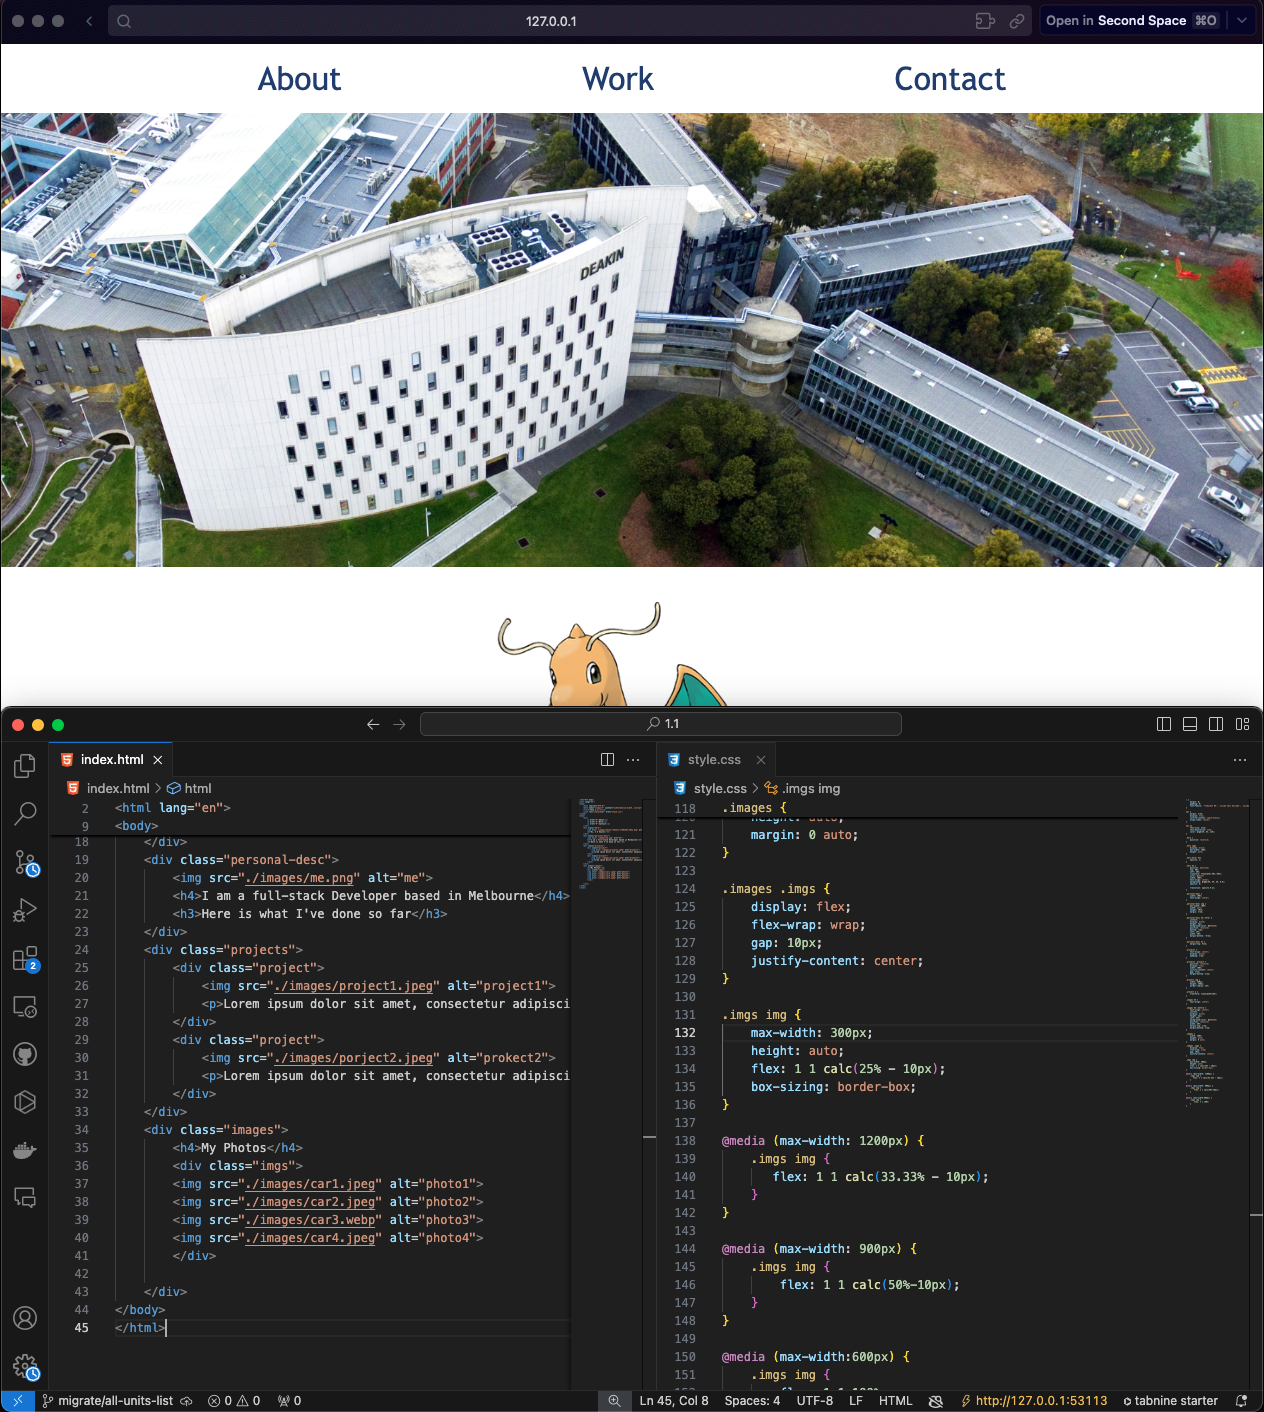 127.0.0.1
Open in Second Space ⌘O
About Work Contact
DEAKIN
1.1
index.html
index.html > html
2 <html lang="en">
9 <body>
18 </div>
19 <div class="personal-desc">
20 <img src="./images/me.png" alt="me">
21 <h4>I am a full-stack Developer based in Melbourne</h4>
22 <h3>Here is what I've done so far</h3>
23 </div>
24 <div class="projects">
25 <div class="project">
26 <img src="./images/project1.jpeg" alt="project1">
27 <p>Lorem ipsum dolor sit amet, consectetur adipisci
28 </div>
29 <div class="project">
30 <img src="./images/porject2.jpeg" alt="prokect2">
31 <p>Lorem ipsum dolor sit amet, consectetur adipisci
32 </div>
33 </div>
34 <div class="images">
35 <h4>My Photos</h4>
36 <div class="imgs">
37 <img src="./images/car1.jpeg" alt="photo1">
38 <img src="./images/car2.jpeg" alt="photo2">
39 <img src="./images/car3.webp" alt="photo3">
40 <img src="./images/car4.jpeg" alt="photo4">
41 </div>
42
43 </div>
44 </body>
45 </html>
style.css
style.css > .imgs img
118 .images {
120 height: auto;
121 margin: 0 auto;
122 }
123
124 .images .imgs {
125 display: flex;
126 flex-wrap: wrap;
127 gap: 10px;
128 justify-content: center;
129 }
130
131 .imgs img {
132 max-width: 300px;
133 height: auto;
134 flex: 1 1 calc(25% - 10px);
135 box-sizing: border-box;
136 }
137
138 @media (max-width: 1200px) {
139 .imgs img {
140 flex: 1 1 calc(33.33% - 10px);
141 }
142 }
143
144 @media (max-width: 900px) {
145 .imgs img {
146 flex: 1 1 calc(50%-10px);
147 }
148 }
149
150 @media (max-width:600px) {
151 .imgs img {
2
migrate/all-units-list 0 0 0 Ln 45, Col 8 Spaces: 4 UTF-8 LF HTML http://127.0.0.1:53113 tabnine starter